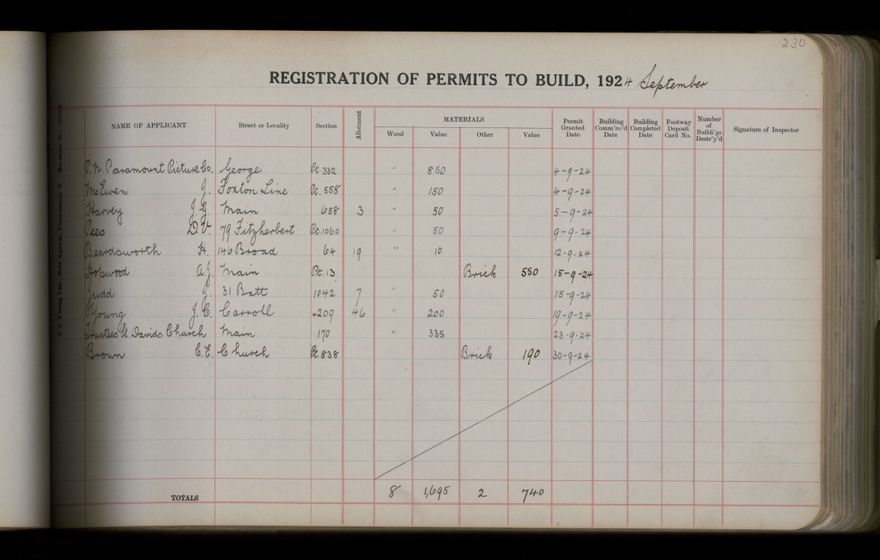 230
REGISTRATION OF PERMITS TO BUILD, 1924 September
NAME OF APPLICANT Street or Locality Section Allotment MATERIALS Wood Value Other Value Permit Granted Date Building Comm'nc'd Date Building Completed Date Footway Deposit Card No. Number of Buildi'gs Destr'y'd Signature of Inspector
P.N. Paramount Picture Co. George Pt. 332 " 860 4-9-24
McEwen J. Foxton Line Pt. 558 " 150 4-9-24
Harvey J.G. Main 658 3 " 50 5-9-24
Pees D.V. 79 Fitzherbert Pt. 1060 " 50 9-9-24
Beardsworth H. 146 Broad 64 19 " 10 12-9-24
Hopwood A.J. Main Pt. 13 Brick 550 15-9-24
Judd J. 31 Batt 1042 7 " 50 15-9-24
Young J.C. Carroll 209 46 " 200 19-9-24
Trustees St Davids Church Main 170 " 335 23-9-24
Brown C.E. Church Pt. 838 Brick 190 30-9-24
TOTALS 8 1,695 2 740